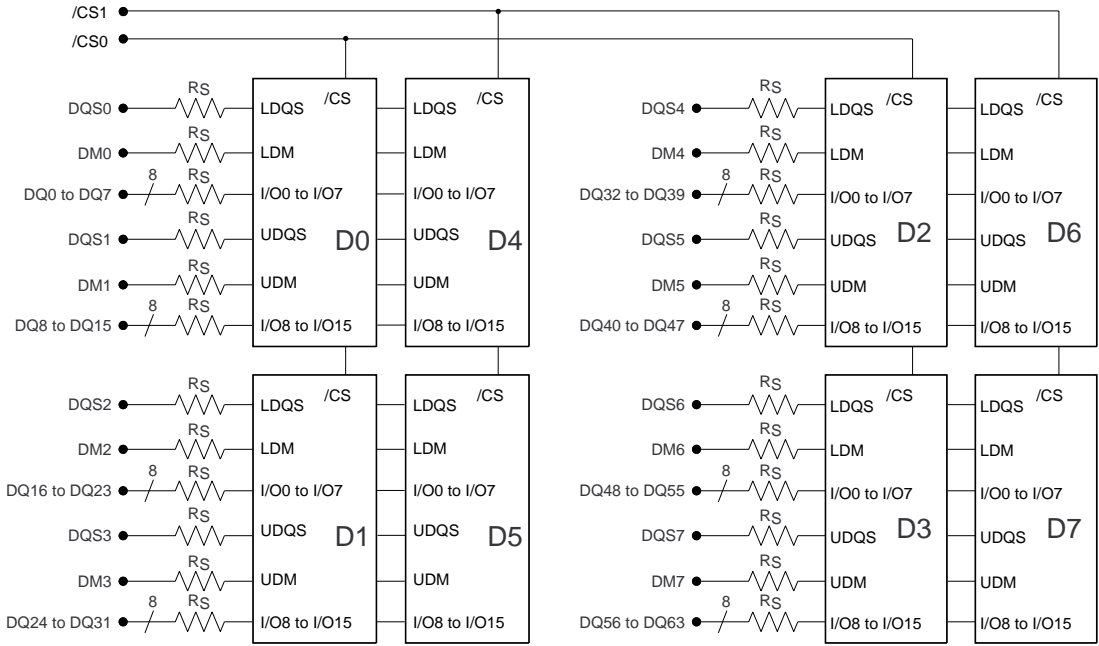 /CS1
/CS0
RS /CS /CS RS /CS /CS
DQS0 LDQS LDQS DQS4 LDQS LDQS
RS RS
DM0 LDM LDM DM4 LDM LDM
8 RS 8 RS
DQ0 to DQ7 I/O0 to I/O7 I/O0 to I/O7 DQ32 to DQ39 I/O0 to I/O7 I/O0 to I/O7
RS RS
DQS1 UDQS D0 UDQS D4 DQS5 UDQS D2 UDQS D6
RS RS
DM1 UDM UDM DM5 UDM UDM
8 RS 8 RS
DQ8 to DQ15 I/O8 to I/O15 I/O8 to I/O15 DQ40 to DQ47 I/O8 to I/O15 I/O8 to I/O15
RS /CS /CS RS /CS /CS
DQS2 LDQS LDQS DQS6 LDQS LDQS
RS RS
DM2 LDM LDM DM6 LDM LDM
8 RS 8 RS
DQ16 to DQ23 I/O0 to I/O7 I/O0 to I/O7 DQ48 to DQ55 I/O0 to I/O7 I/O0 to I/O7
RS RS
DQS3 UDQS D1 UDQS D5 DQS7 UDQS D3 UDQS D7
RS RS
DM3 UDM UDM DM7 UDM UDM
8 RS 8 RS
DQ24 to DQ31 I/O8 to I/O15 I/O8 to I/O15 DQ56 to DQ63 I/O8 to I/O15 I/O8 to I/O15